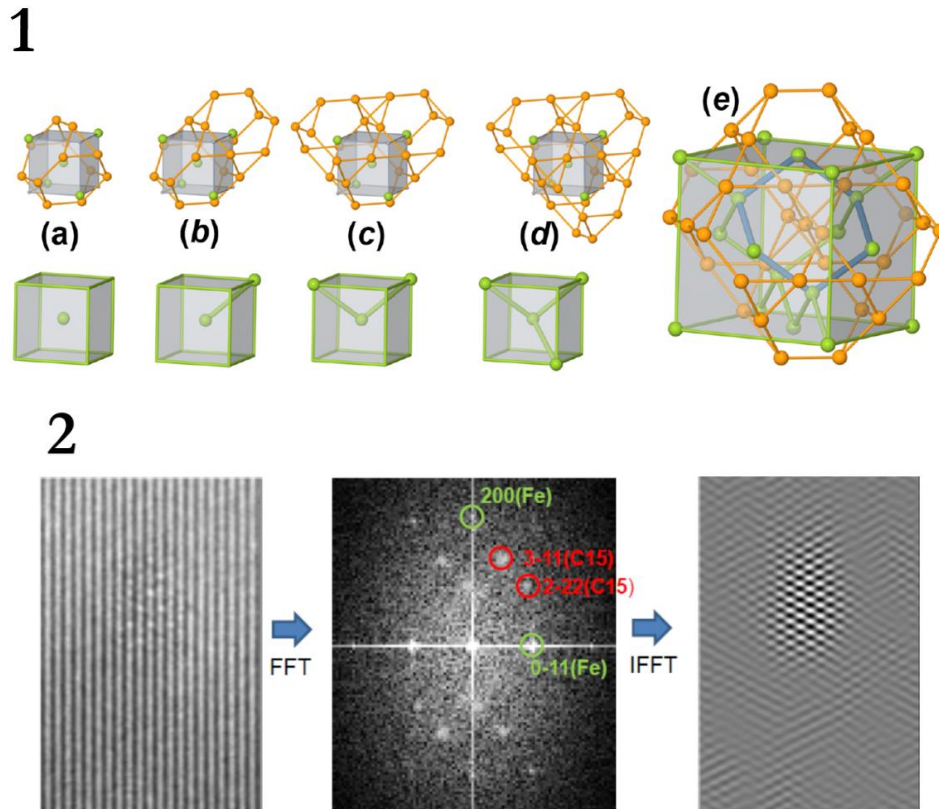 1
(a)
(b)
(c)
(d)
(e)
2
200(Fe)
3-11(C15)
2-22(C15)
0-11(Fe)
FFT
IFFT